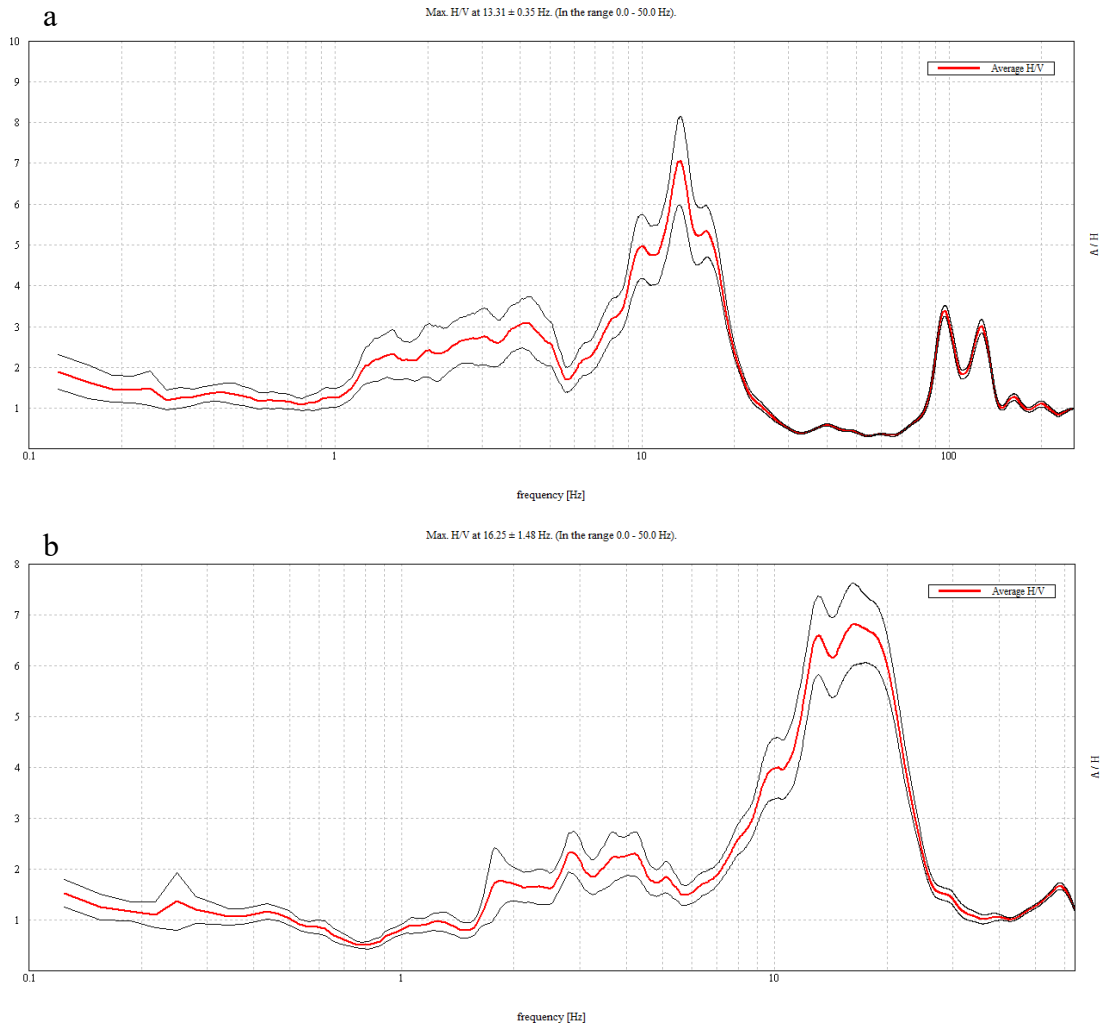 a
Max. H/V at 13.31 ± 0.35 Hz. (In the range 0.0 - 50.0 Hz).
10
9
8
7
6
5
4
3
2
1
Average H/V
H / V
0.1 1 10 100
frequency [Hz]
b
Max. H/V at 16.25 ± 1.48 Hz. (In the range 0.0 - 50.0 Hz).
8
7
6
5
4
3
2
1
Average H/V
H / V
0.1 1 10
frequency [Hz]